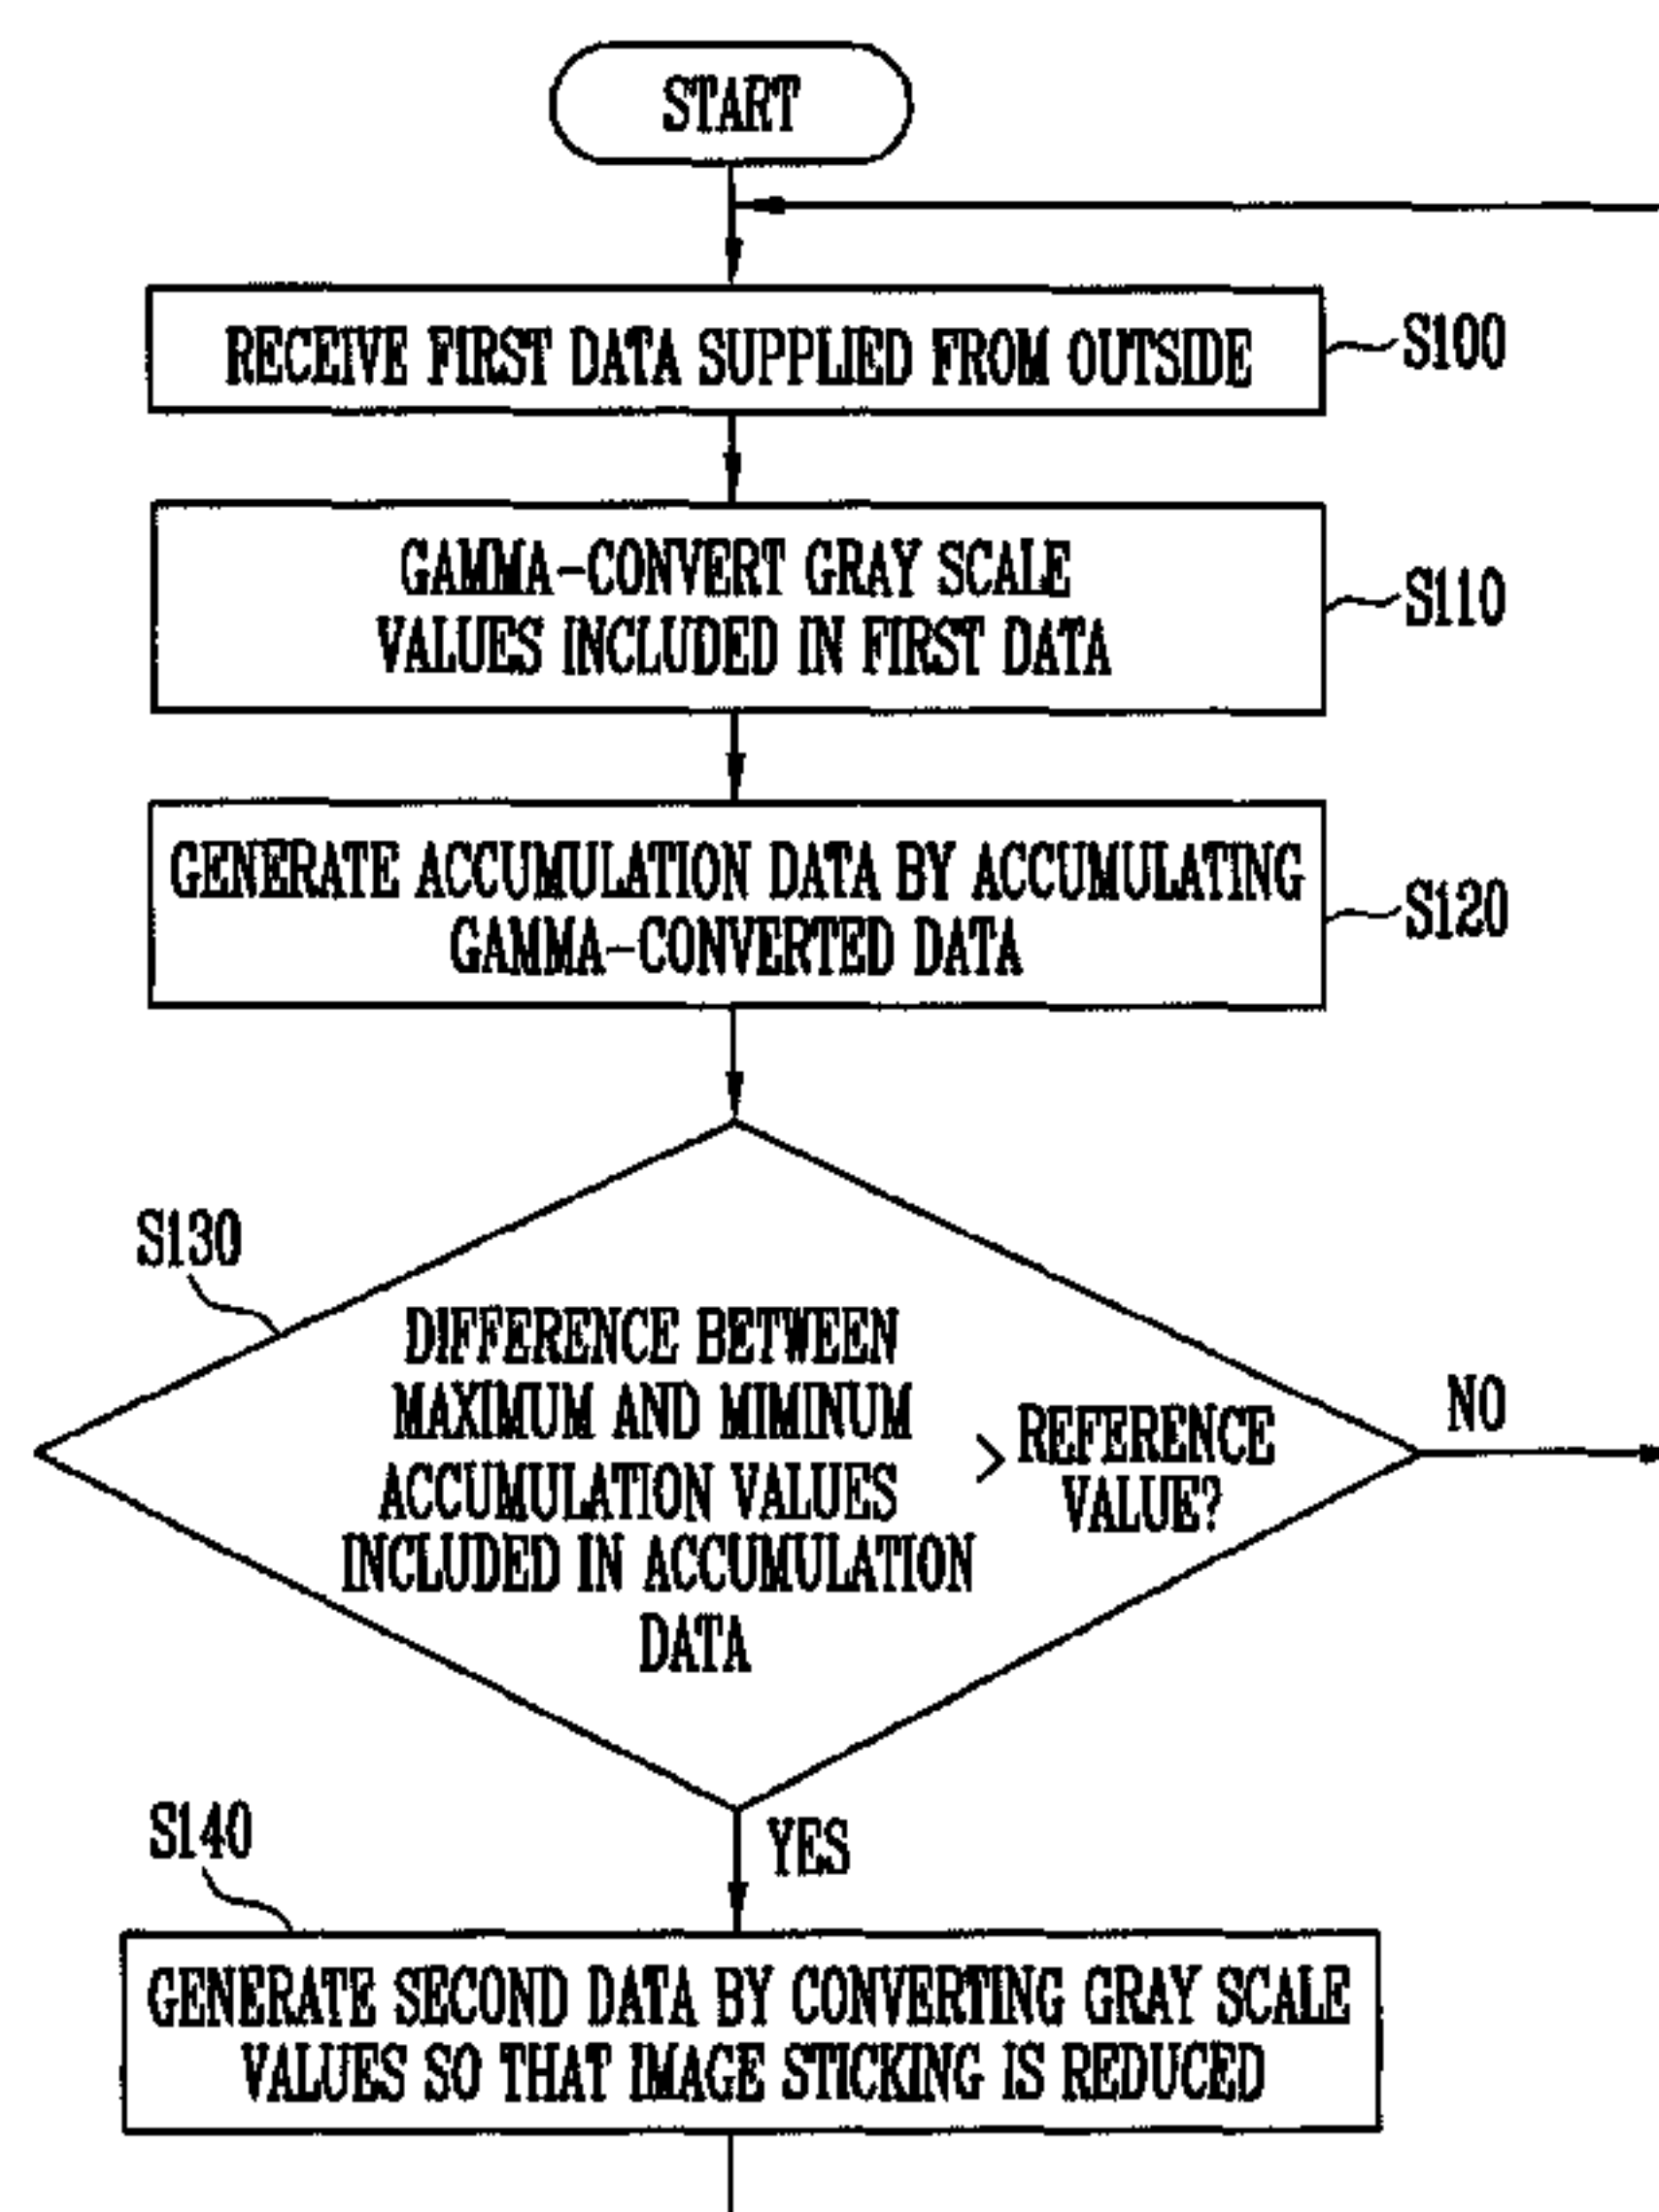 START
RECEIVE FIRST DATA SUPPLIED FROM OUTSIDE
S100
GAMMA-CONVERT GRAY SCALE
VALUES INCLUDED IN FIRST DATA
S110
GENERATE ACCUMULATION DATA BY ACCUMULATING
GAMMA-CONVERTED DATA
S120
S130
DIFFERENCE BETWEEN
MAXIMUM AND MIMINUM
ACCUMULATION VALUES
INCLUDED IN ACCUMULATION
DATA
> REFERENCE
VALUE?
NO
YES
S140
GENERATE SECOND DATA BY CONVERTING GRAY SCALE
VALUES SO THAT IMAGE STICKING IS REDUCED